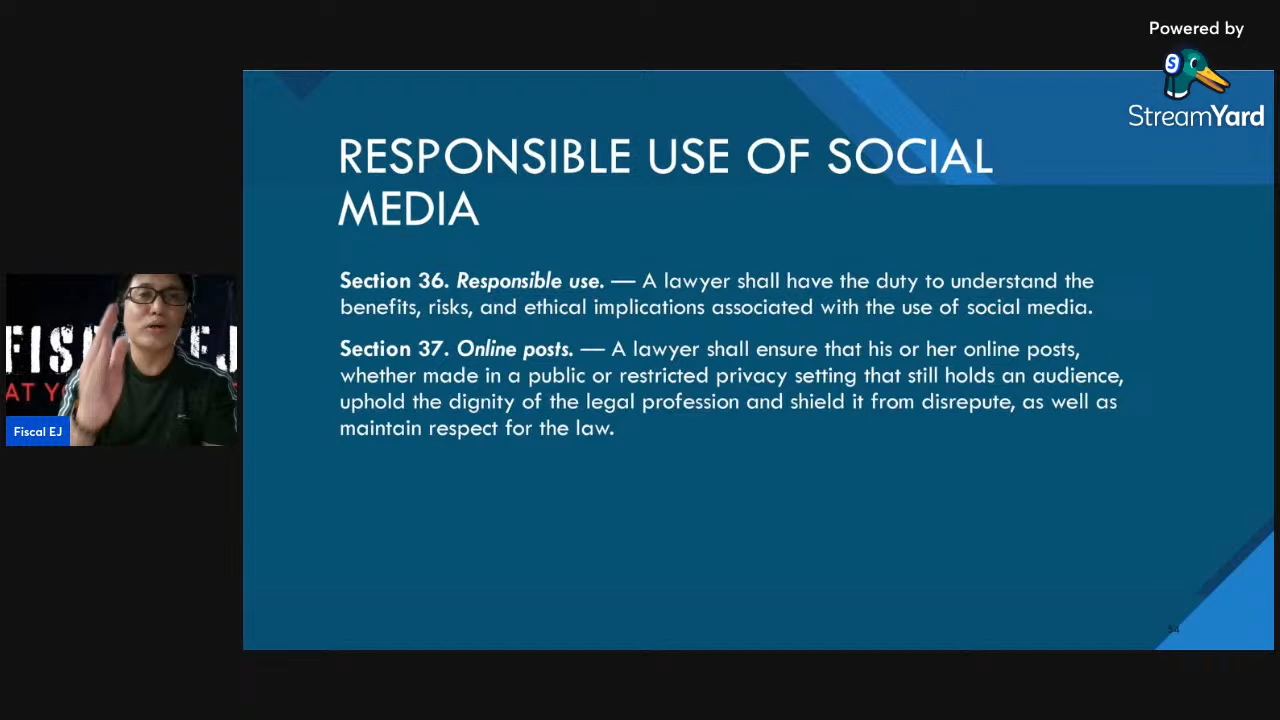 Powered by
StreamYard
RESPONSIBLE USE OF SOCIAL
MEDIA
Section 36. Responsible use. — A lawyer shall have the duty to understand the
benefits, risks, and ethical implications associated with the use of social media.
Section 37. Online posts. — A lawyer shall ensure that his or her online posts,
whether made in a public or restricted privacy setting that still holds an audience,
uphold the dignity of the legal profession and shield it from disrepute, as well as
maintain respect for the law.
EJ
AT
Fiscal EJ
54